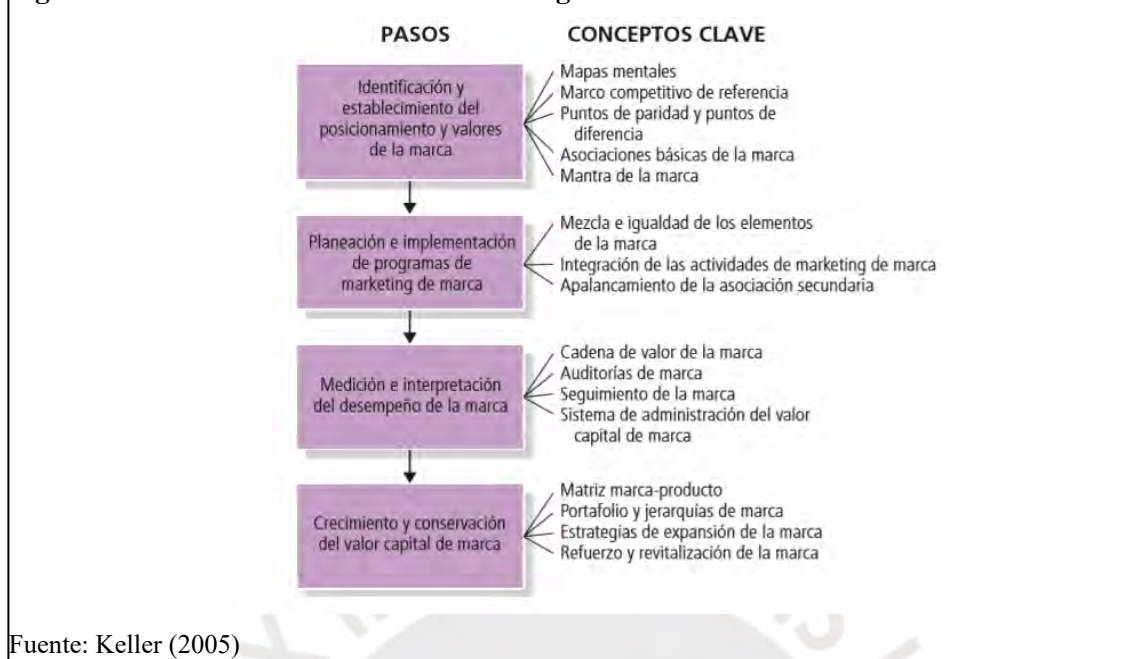 PASOS
CONCEPTOS CLAVE
Identificación y
establecimiento del
posicionamiento y valores
de la marca
Mapas mentales
Marco competitivo de referencia
Puntos de paridad y puntos de
diferencia
Asociaciones básicas de la marca
Mantra de la marca
Planeación e implementación
de programas de
marketing de marca
Mezcla e igualdad de los elementos
de la marca
Integración de las actividades de marketing de marca
Apalancamiento de la asociación secundaria
Medición e interpretación
del desempeño de la marca
Cadena de valor de la marca
Auditorías de marca
Seguimiento de la marca
Sistema de administración del valor
capital de marca
Crecimiento y conservación
del valor capital de marca
Matriz marca-producto
Portafolio y jerarquías de marca
Estrategias de expansión de la marca
Refuerzo y revitalización de la marca
Fuente: Keller (2005)